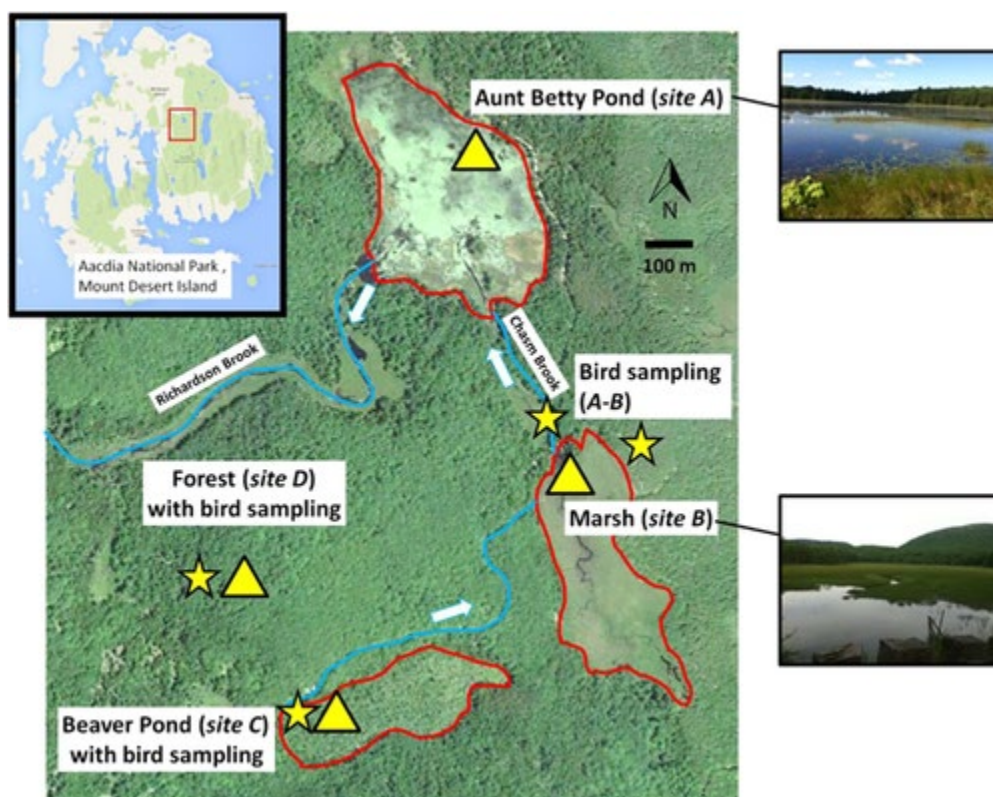 Aunt Betty Pond (site A)
N
100 m
Aacdia National Park ,
Mount Desert Island
Chasm Brook
Richardson Brook
Bird sampling
(A-B)
Forest (site D)
with bird sampling
Marsh (site B)
Beaver Pond (site C)
with bird sampling